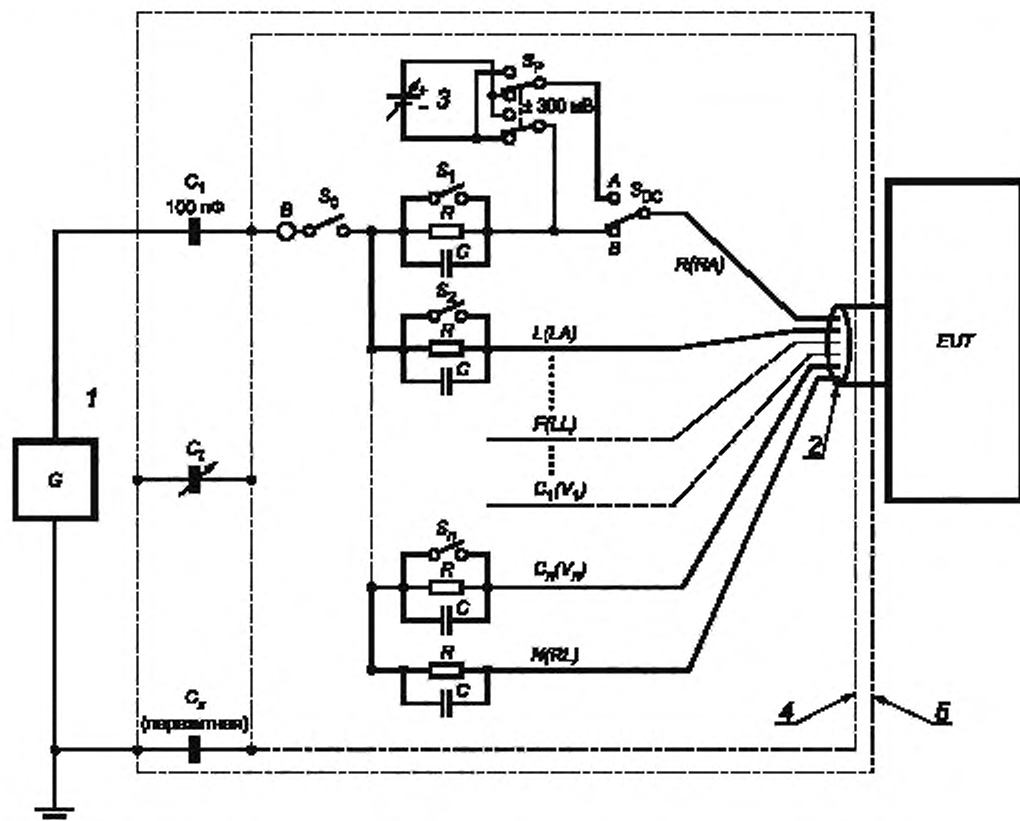 S_P
+
- 3
± 300 мВ
C_1
100 пФ
B
S_0
S_1
R
C
A
S_DC
B
R(RA)
S_2
R
C
L(LA)
F(LL)
C_1(V_1)
1
G
C_t
2
EUT
S_n
R
C
C_n(V_n)
R
C
N(RL)
C_x
(паразитная)
4
5